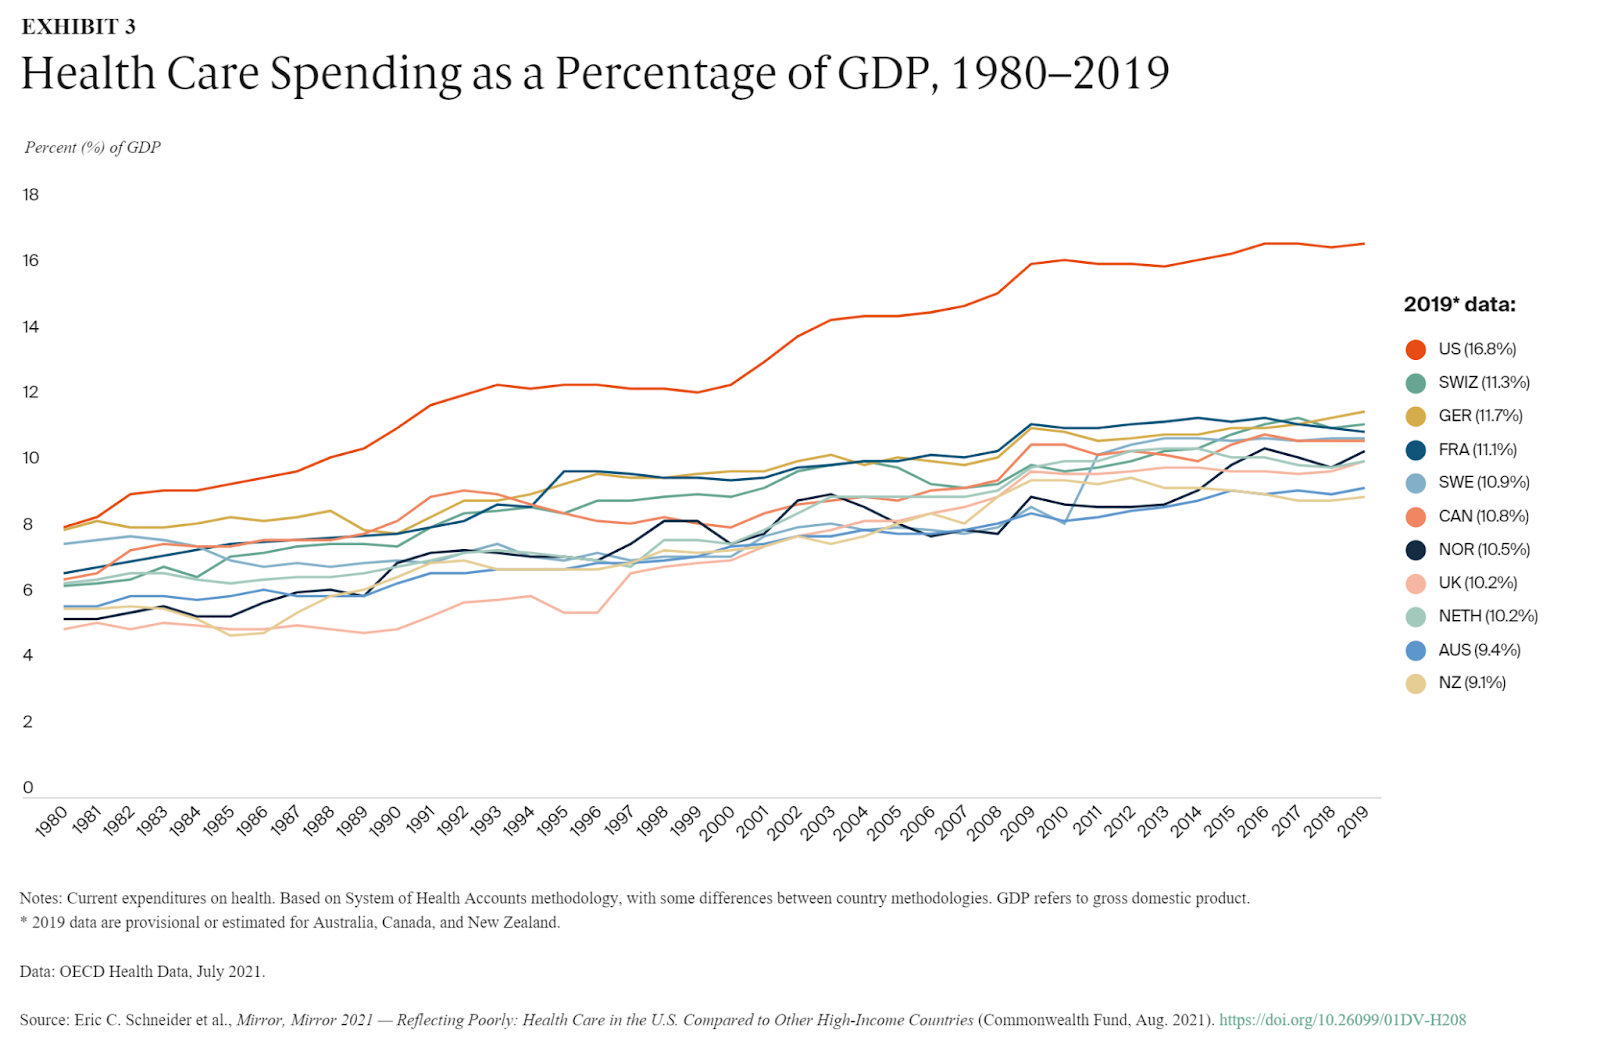 EXHIBIT 3
Health Care Spending as a Percentage of GDP, 1980–2019
Percent (%) of GDP
18
16
14
12
10
8
6
4
2
0
1980 1981 1982 1983 1984 1985 1986 1987 1988 1989 1990 1991 1992 1993 1994 1995 1996 1997 1998 1999 2000 2001 2002 2003 2004 2005 2006 2007 2008 2009 2010 2011 2012 2013 2014 2015 2016 2017 2018 2019
2019* data:
US (16.8%)
SWIZ (11.3%)
GER (11.7%)
FRA (11.1%)
SWE (10.9%)
CAN (10.8%)
NOR (10.5%)
UK (10.2%)
NETH (10.2%)
AUS (9.4%)
NZ (9.1%)
Notes: Current expenditures on health. Based on System of Health Accounts methodology, with some differences between country methodologies. GDP refers to gross domestic product.
* 2019 data are provisional or estimated for Australia, Canada, and New Zealand.
Data: OECD Health Data, July 2021.
Source: Eric C. Schneider et al., Mirror, Mirror 2021 — Reflecting Poorly: Health Care in the U.S. Compared to Other High-Income Countries (Commonwealth Fund, Aug. 2021). https://doi.org/10.26099/01DV-H208